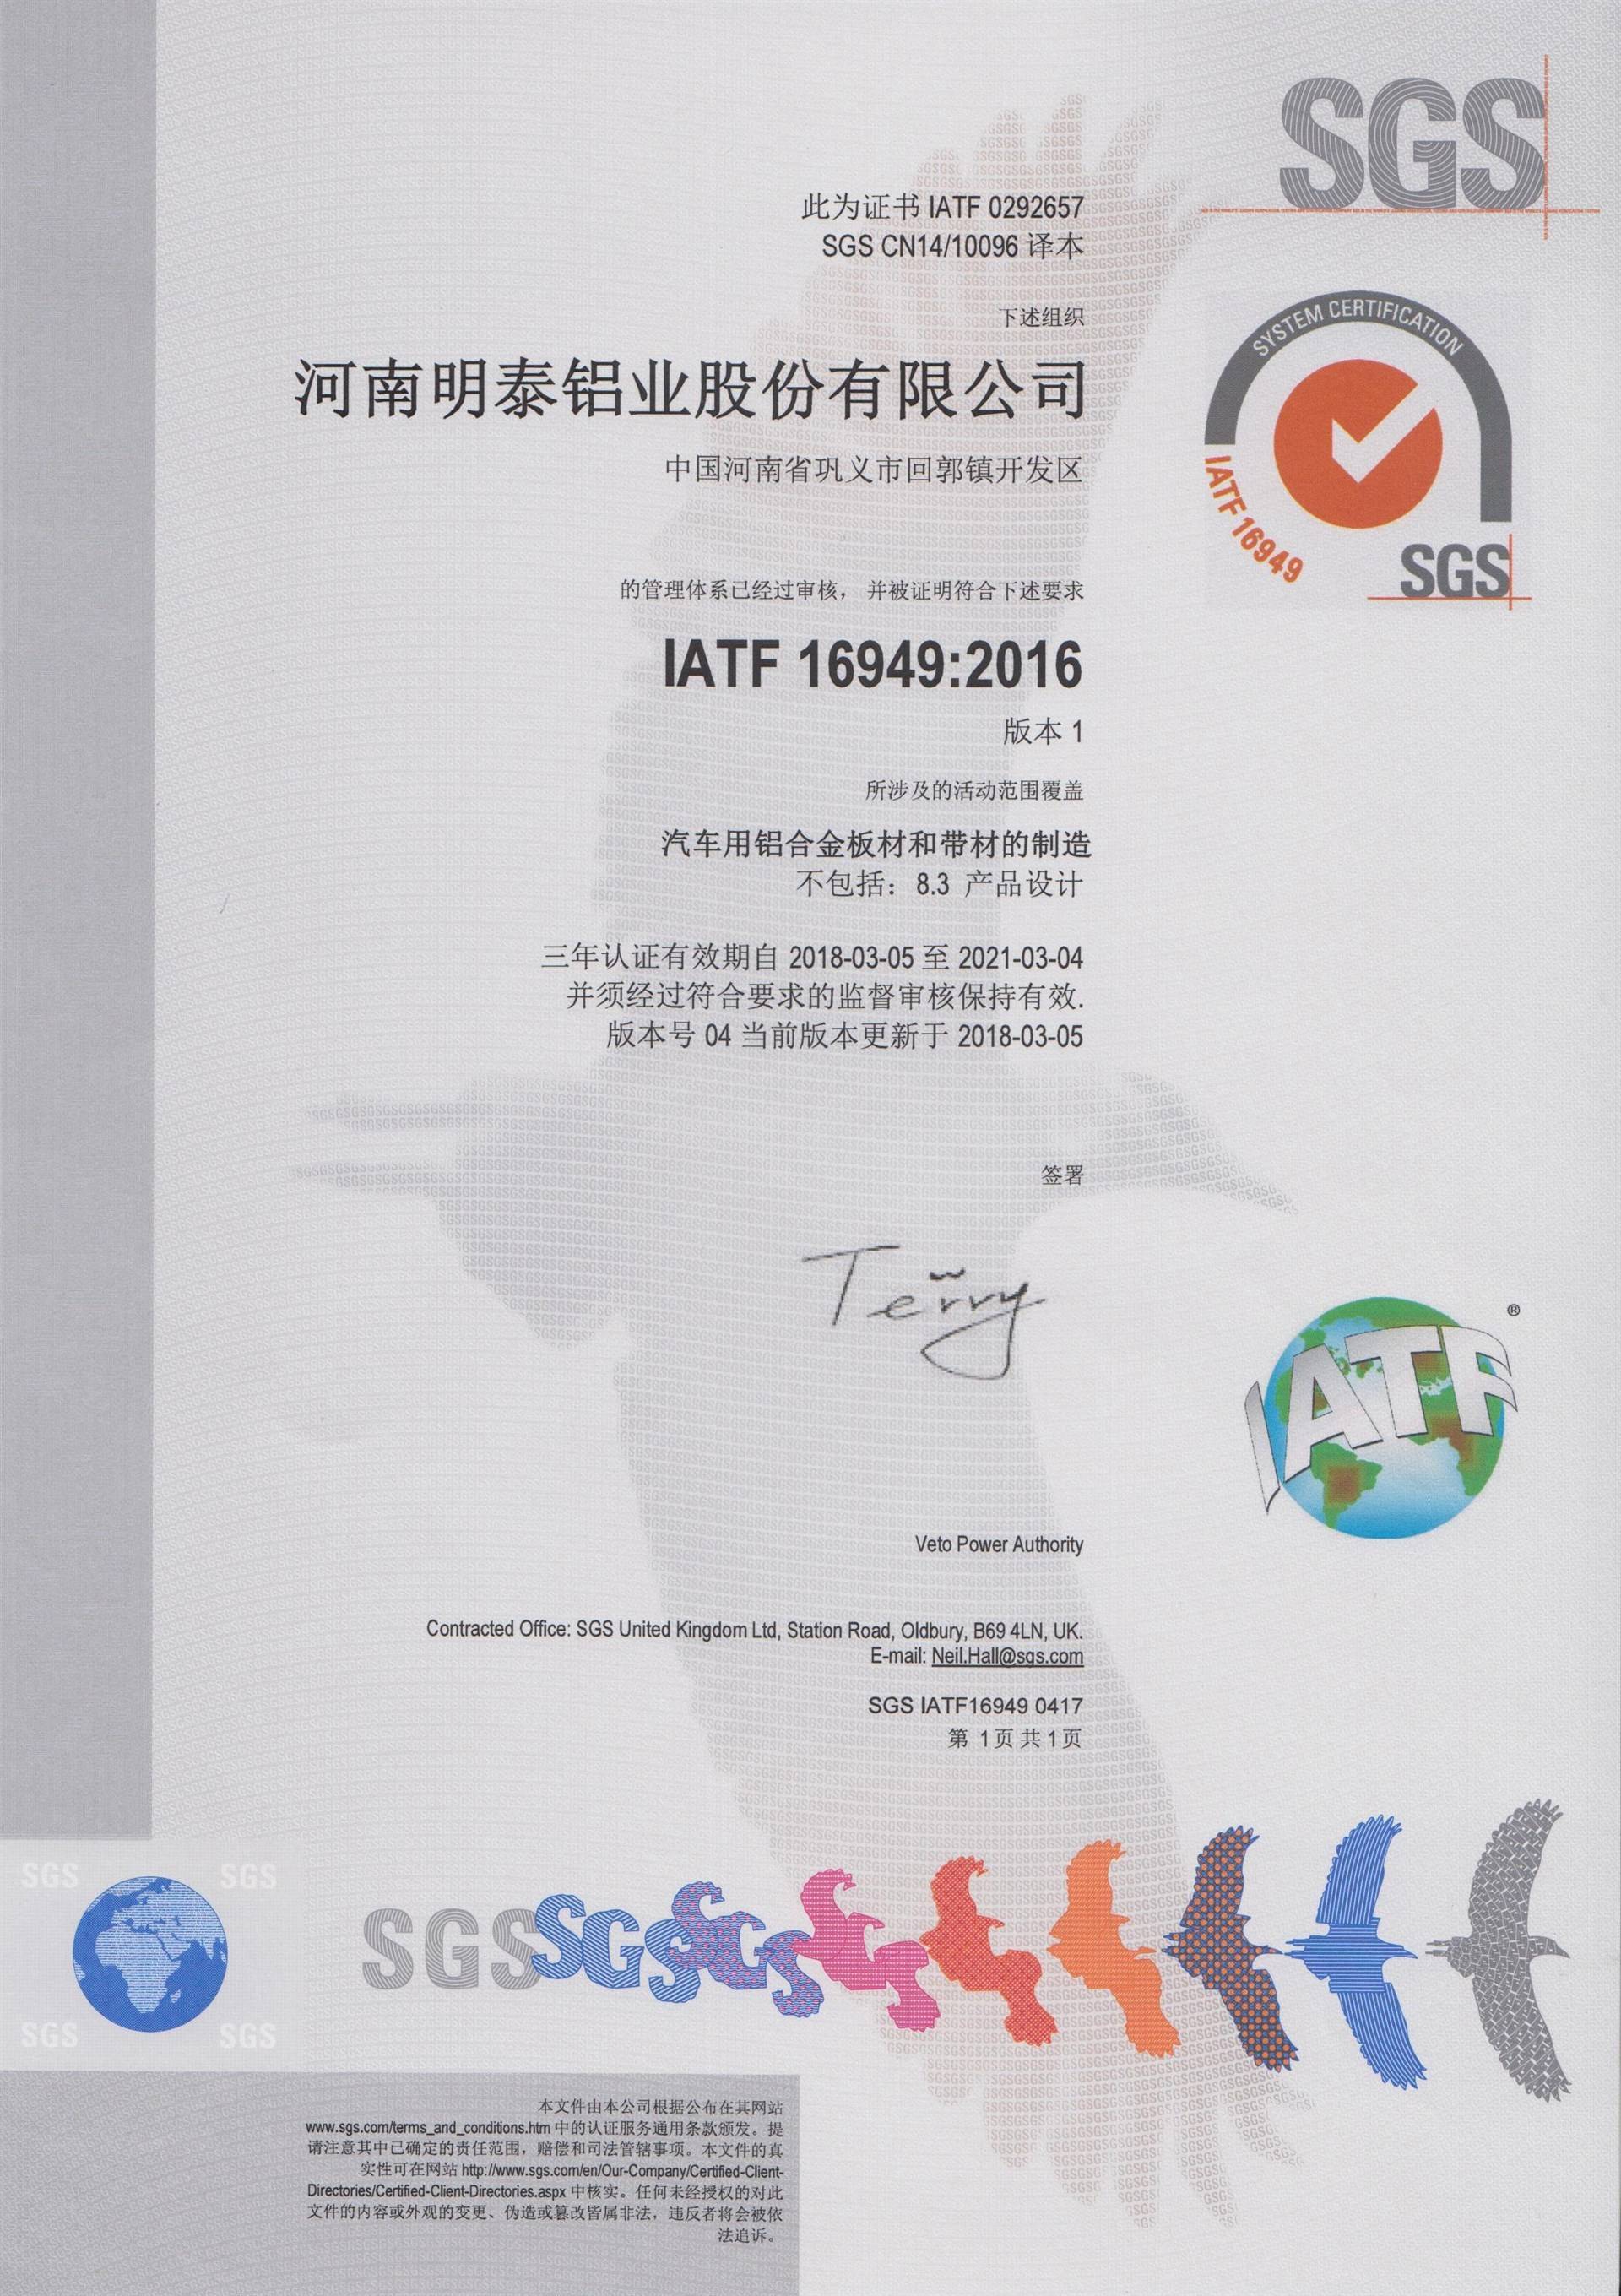 SGS
此为证书 IATF 0292657
SGS CN14/10096 译本
下述组织
河南明泰铝业股份有限公司
中国河南省巩义市回郭镇开发区
SYSTEM CERTIFICATION
IATF 16949
SGS
的管理体系已经过审核， 并被证明符合下述要求
IATF 16949:2016
版本 1
所涉及的活动范围覆盖
汽车用铝合金板材和带材的制造
不包括：8.3 产品设计
三年认证有效期自 2018-03-05 至 2021-03-04
并须经过符合要求的监督审核保持有效.
版本号 04 当前版本更新于 2018-03-05
签署
Terry
IATF ®
Veto Power Authority
Contracted Office: SGS United Kingdom Ltd, Station Road, Oldbury, B69 4LN, UK.
E-mail: Neil.Hall@sgs.com
SGS IATF16949 0417
第 1页 共 1页
SGS SGS
SGS SGS SGS
SGS SGS
本文件由本公司根据公布在其网站
www.sgs.com/terms_and_conditions.htm 中的认证服务通用条款颁发。提
请注意其中已确定的责任范围，赔偿和司法管辖事项。本文件的真
实性可在网站 http://www.sgs.com/en/Our-Company/Certified-Client-
Directories/Certified-Client-Directories.aspx 中核实。任何未经授权的对此
文件的内容或外观的变更、伪造或篡改皆属非法，违反者将会被依
法追诉。